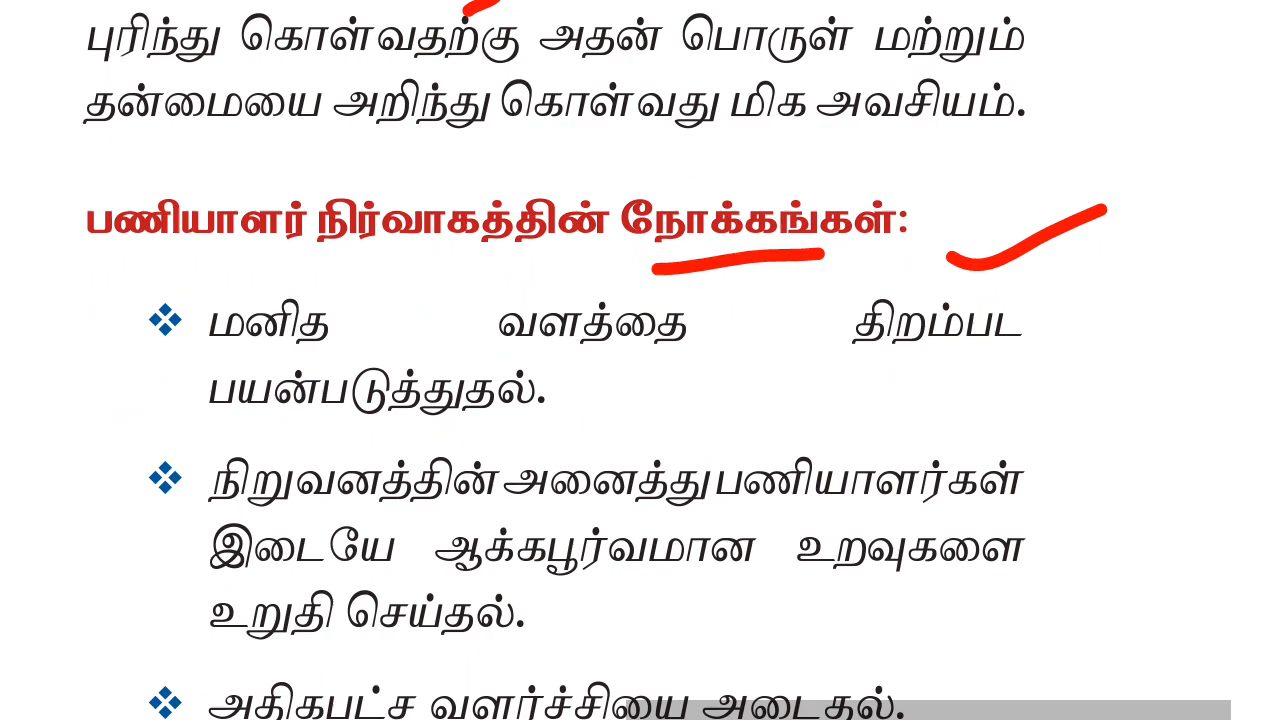 புரிந்து கொள்வதற்கு அதன் பொருள் மற்றும்
தன்மையை அறிந்து கொள்வது மிக அவசியம்.
பணியாளர் நிர்வாகத்தின் நோக்கங்கள்:
❖ மனித வளத்தை திறம்பட
பயன்படுத்துதல்.
❖ நிறுவனத்தின் அனைத்து பணியாளர்கள்
இடையே ஆக்கபூர்வமான உறவுகளை
உறுதி செய்தல்.
❖ அதிகபட்ச வளர்ச்சியை அடைதல்.